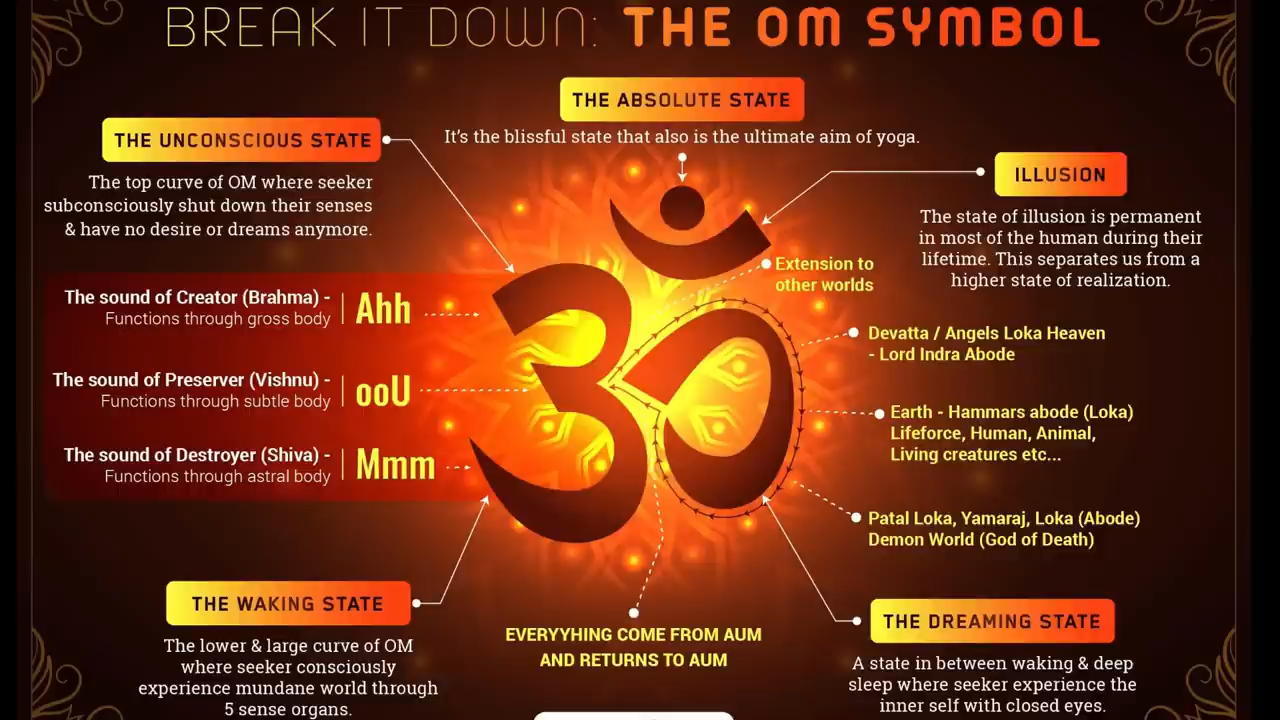 BREAK IT DOWN: THE OM SYMBOL
THE ABSOLUTE STATE
It's the blissful state that also is the ultimate aim of yoga.
THE UNCONSCIOUS STATE
The top curve of OM where seeker
subconsciously shut down their senses
& have no desire or dreams anymore.
ILLUSION
The state of illusion is permanent
in most of the human during their
lifetime. This separates us from a
higher state of realization.
The sound of Creator (Brahma) -
Functions through gross body
Ahh
The sound of Preserver (Vishnu) -
Functions through subtle body
ooU
The sound of Destroyer (Shiva) -
Functions through astral body
Mmm
ॐ
Extension to
other worlds
Devatta / Angels Loka Heaven
- Lord Indra Abode
Earth - Hammars abode (Loka)
Lifeforce, Human, Animal,
Living creatures etc...
Patal Loka, Yamaraj, Loka (Abode)
Demon World (God of Death)
THE WAKING STATE
The lower & large curve of OM
where seeker consciously
experience mundane world through
5 sense organs.
EVERYYHING COME FROM AUM
AND RETURNS TO AUM
THE DREAMING STATE
A state in between waking & deep
sleep where seeker experience the
inner self with closed eyes.